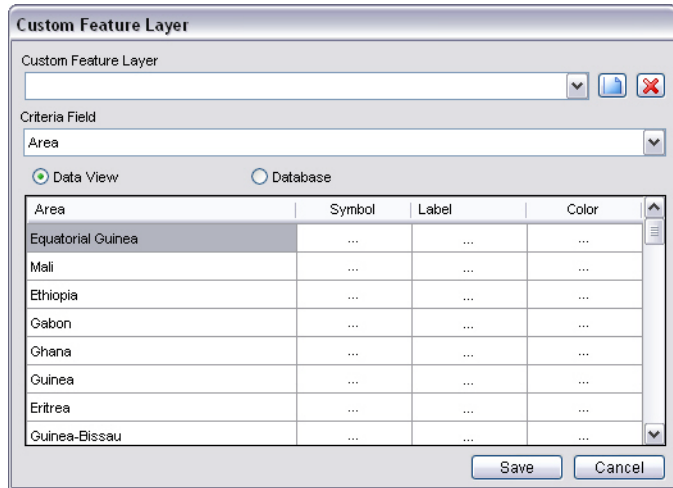 Custom Feature Layer
Custom Feature Layer
Criteria Field
Area
Data View Database
Area Symbol Label Color
Equatorial Guinea ... ... ...
Mali ... ... ...
Ethiopia ... ... ...
Gabon ... ... ...
Ghana ... ... ...
Guinea ... ... ...
Eritrea ... ... ...
Guinea-Bissau ... ... ...
Save Cancel